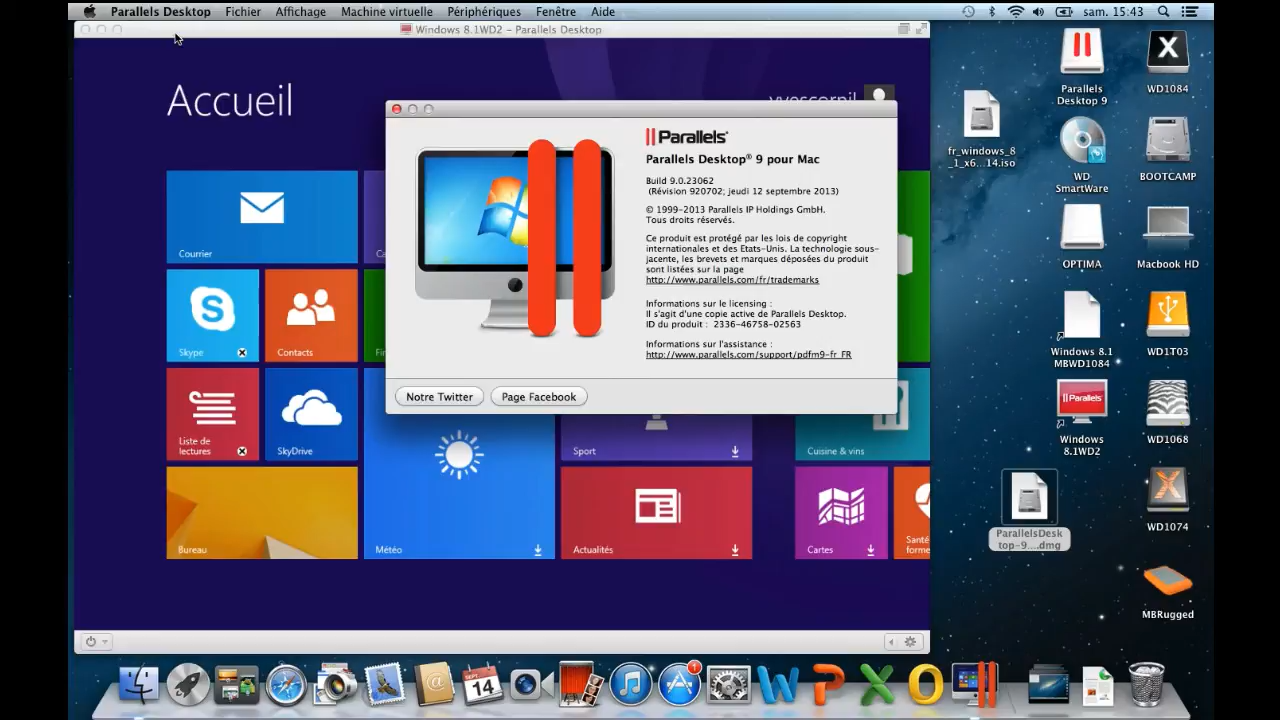 Parallels Desktop Fichier Affichage Machine virtuelle Périphériques Fenêtre Aide sam. 15:43
Windows 8.1WD2 – Parallels Desktop
Accueil
yvescornil
Courrier
Skype
Contacts
Liste de
lectures
SkyDrive
Bureau
Météo
Sport
Actualités
Cuisine & vins
Cartes
Santé
forme
Parallels®
Parallels Desktop® 9 pour Mac
Build 9.0.23062
(Révision 920702; jeudi 12 septembre 2013)
© 1999-2013 Parallels IP Holdings GmbH.
Tous droits réservés.
Ce produit est protégé par les lois de copyright
internationales et des Etats-Unis. La technologie sous-
jacente, les brevets et marques déposées du produit
sont listées sur la page
http://www.parallels.com/fr/trademarks
Informations sur le licensing :
Il s'agit d'une copie active de Parallels Desktop.
ID du produit : 2336-46758-02563
Informations sur l'assistance :
http://www.parallels.com/support/pdfm9-fr_FR
Notre Twitter
Page Facebook
Parallels
Desktop 9
WD1084
fr_windows_8
_1_x6...14.iso
WD
SmartWare
BOOTCAMP
OPTIMA
Macbook HD
Windows 8.1
MBWD1084
WD1T03
Parallels
Windows
8.1WD2
WD1068
ParallelsDesk
top-9....dmg
WD1074
MBRugged
SEPT.
14
1